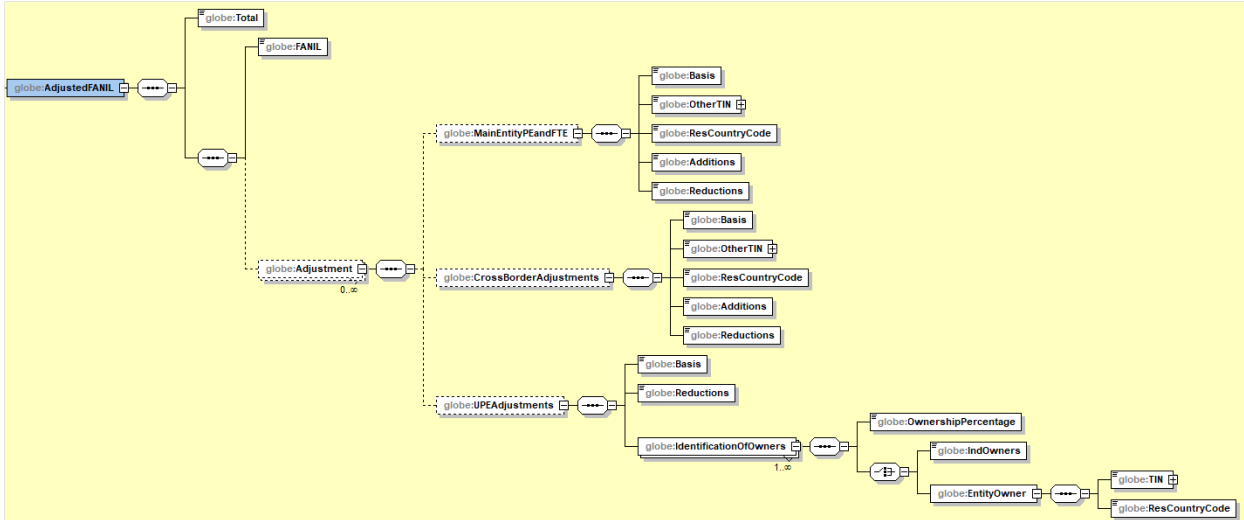 globe:Total
globe:FANIL
globe:AdjustedFANIL
globe:Basis
globe:OtherTIN
globe:MainEntityPEandFTE
globe:ResCountryCode
globe:Additions
globe:Reductions
globe:Basis
globe:OtherTIN
globe:Adjustment
0..∞
globe:CrossBorderAdjustments
globe:ResCountryCode
globe:Additions
globe:Reductions
globe:Basis
globe:Reductions
globe:UPEAdjustments
globe:IdentificationOfOwners
1..∞
globe:OwnershipPercentage
globe:IndOwners
globe:EntityOwner
globe:TIN
globe:ResCountryCode